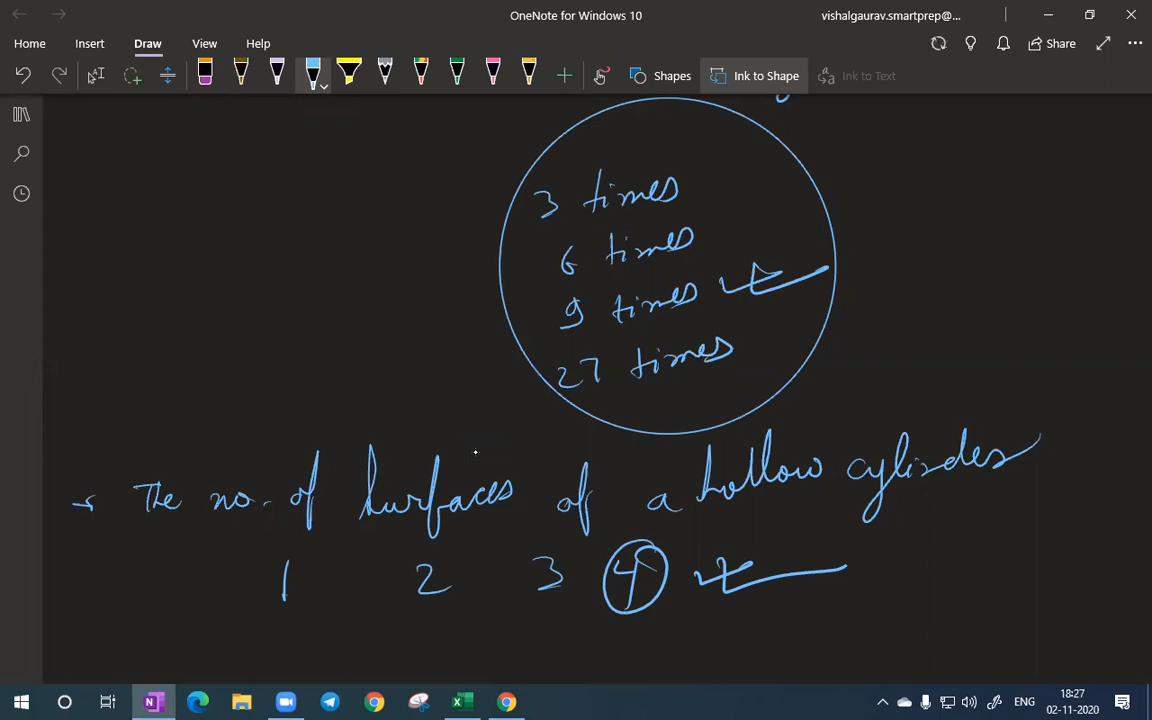 OneNote for Windows 10
vishalgaurav.smartprep@...
Home Insert Draw View Help
Share
Shapes Ink to Shape Ink to Text
3 times
6 times
9 times
27 times
→ The no. of surfaces of a hollow cylinder
1 2 3 4
ENG
18:27
02-11-2020